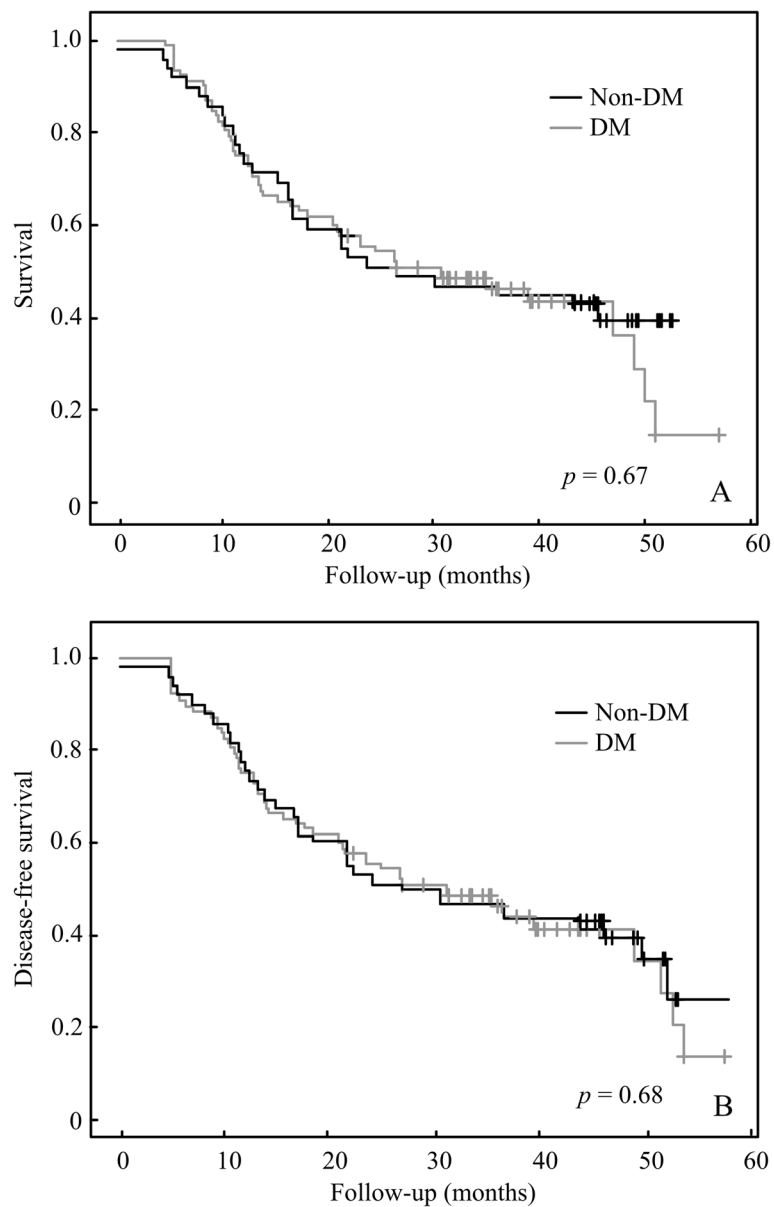 1.0
0.8
0.6
0.4
0.2
0
Survival
Non-DM
DM
p = 0.67
A
0 10 20 30 40 50 60
Follow-up (months)
1.0
0.8
0.6
0.4
0.2
0
Disease-free survival
Non-DM
DM
p = 0.68
B
0 10 20 30 40 50 60
Follow-up (months)